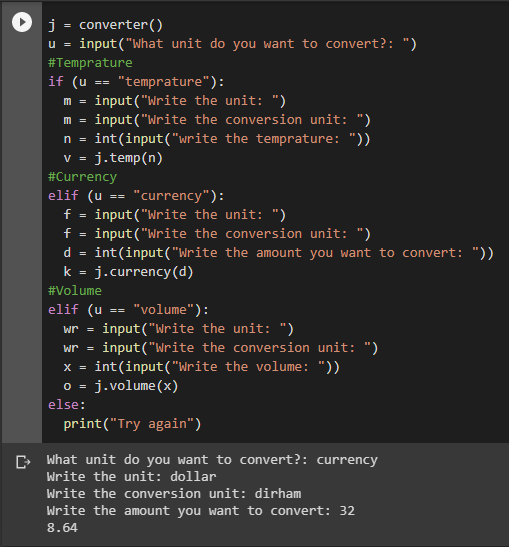 j = converter()
u = input("What unit do you want to convert?: ")
#Temprature
if (u == "temprature"):
  m = input("Write the unit: ")
  m = input("Write the conversion unit: ")
  n = int(input("write the temprature: "))
  v = j.temp(n)
#Currency
elif (u == "currency"):
  f = input("Write the unit: ")
  f = input("Write the conversion unit: ")
  d = int(input("Write the amount you want to convert: "))
  k = j.currency(d)
#Volume
elif (u == "volume"):
  wr = input("Write the unit: ")
  wr = input("Write the conversion unit: ")
  x = int(input("Write the volume: "))
  o = j.volume(x)
else:
  print("Try again")
What unit do you want to convert?: currency
Write the unit: dollar
Write the conversion unit: dirham
Write the amount you want to convert: 32
8.64